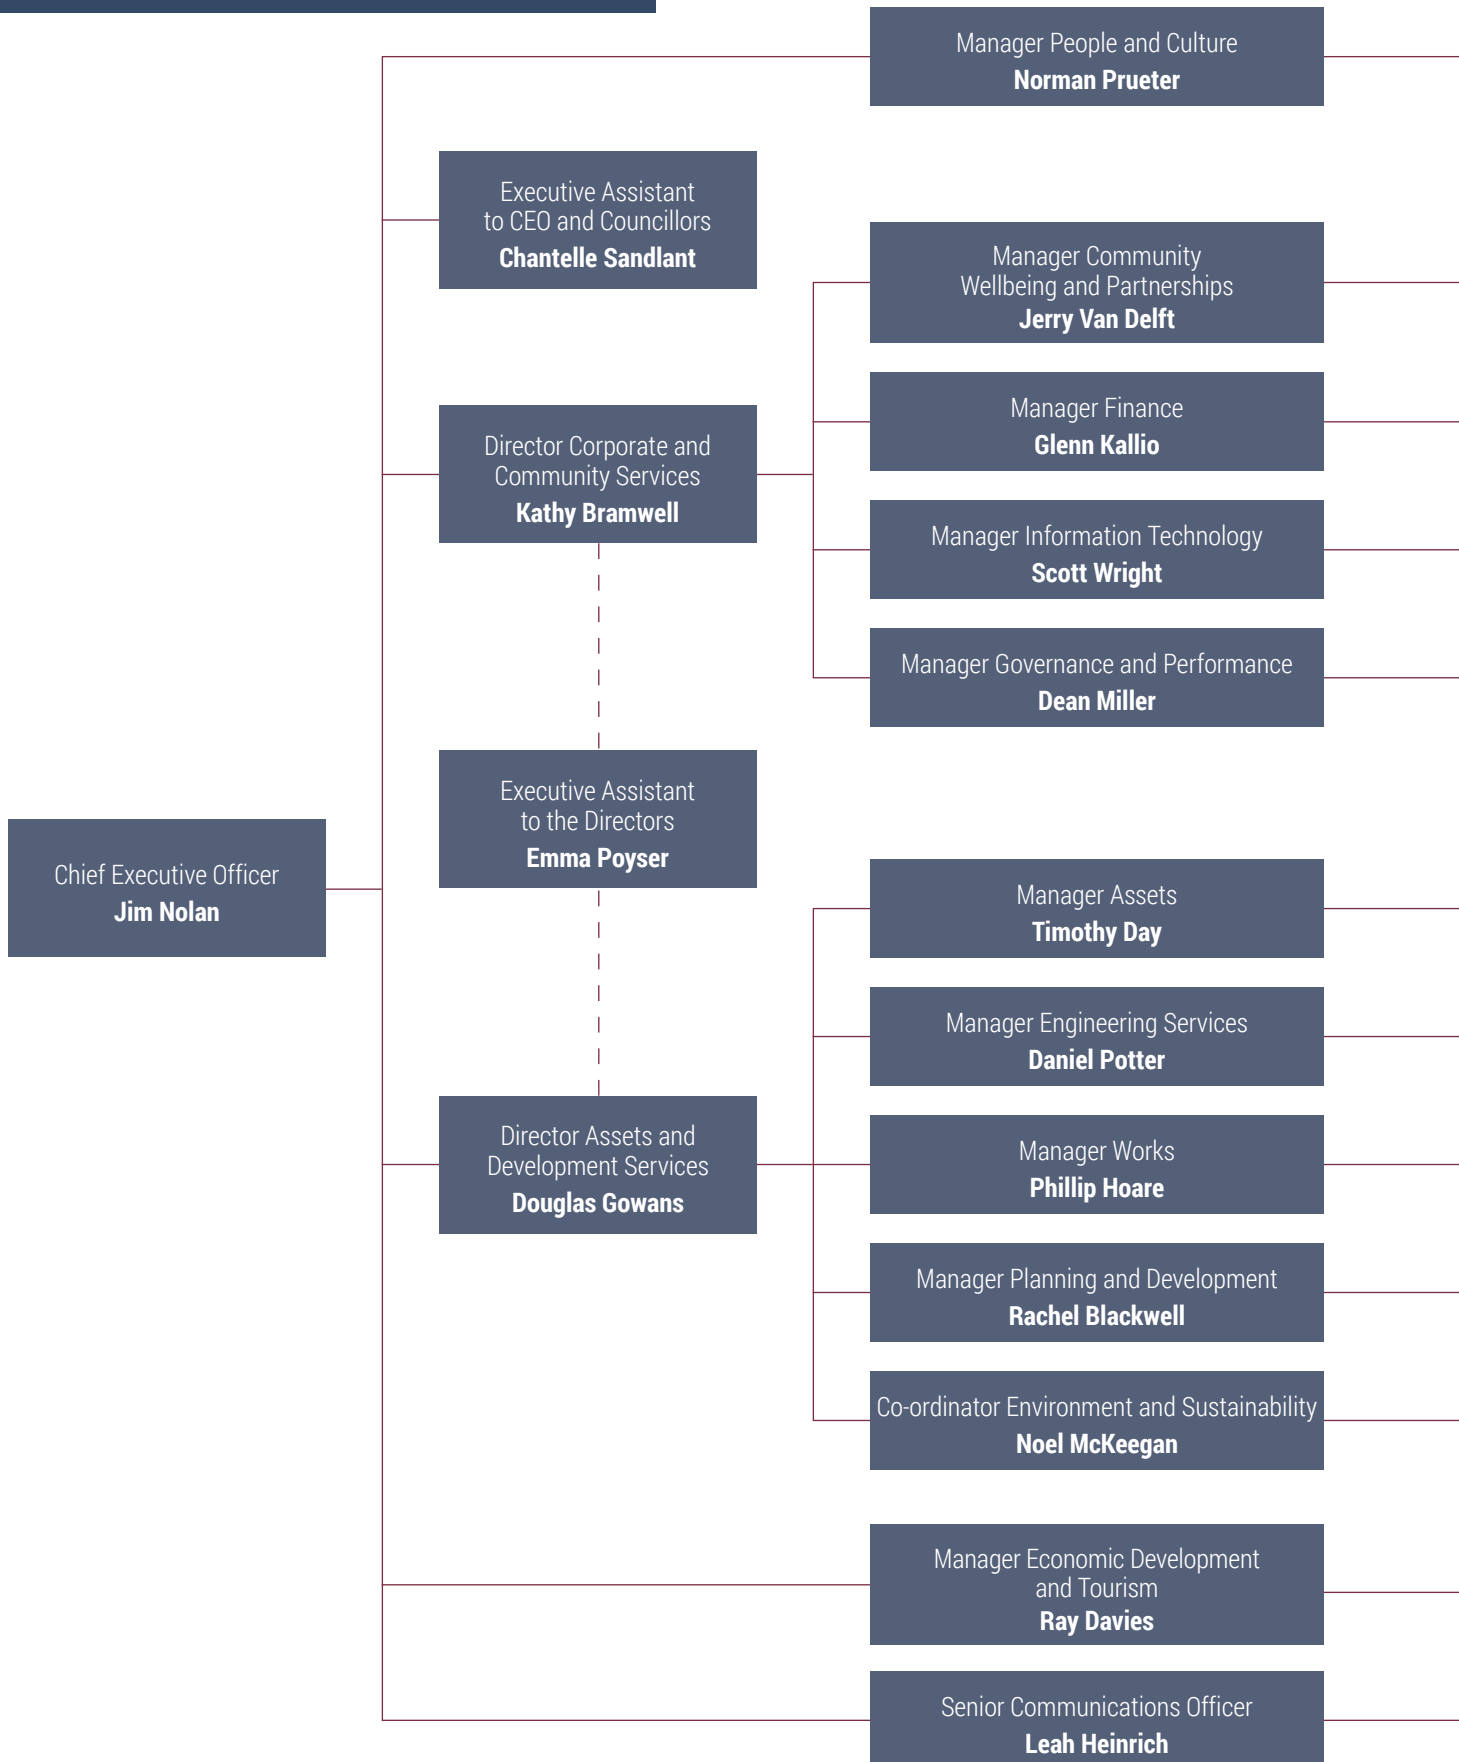 Manager People and Culture
Norman Prueter
Executive Assistant
to CEO and Councillors
Chantelle Sandlant
Manager Community
Wellbeing and Partnerships
Jerry Van Delft
Manager Finance
Glenn Kallio
Director Corporate and
Community Services
Kathy Bramwell
Manager Information Technology
Scott Wright
Manager Governance and Performance
Dean Miller
Executive Assistant
to the Directors
Emma Poyser
Chief Executive Officer
Jim Nolan
Manager Assets
Timothy Day
Manager Engineering Services
Daniel Potter
Director Assets and
Development Services
Douglas Gowans
Manager Works
Phillip Hoare
Manager Planning and Development
Rachel Blackwell
Co-ordinator Environment and Sustainability
Noel McKeegan
Manager Economic Development
and Tourism
Ray Davies
Senior Communications Officer
Leah Heinrich